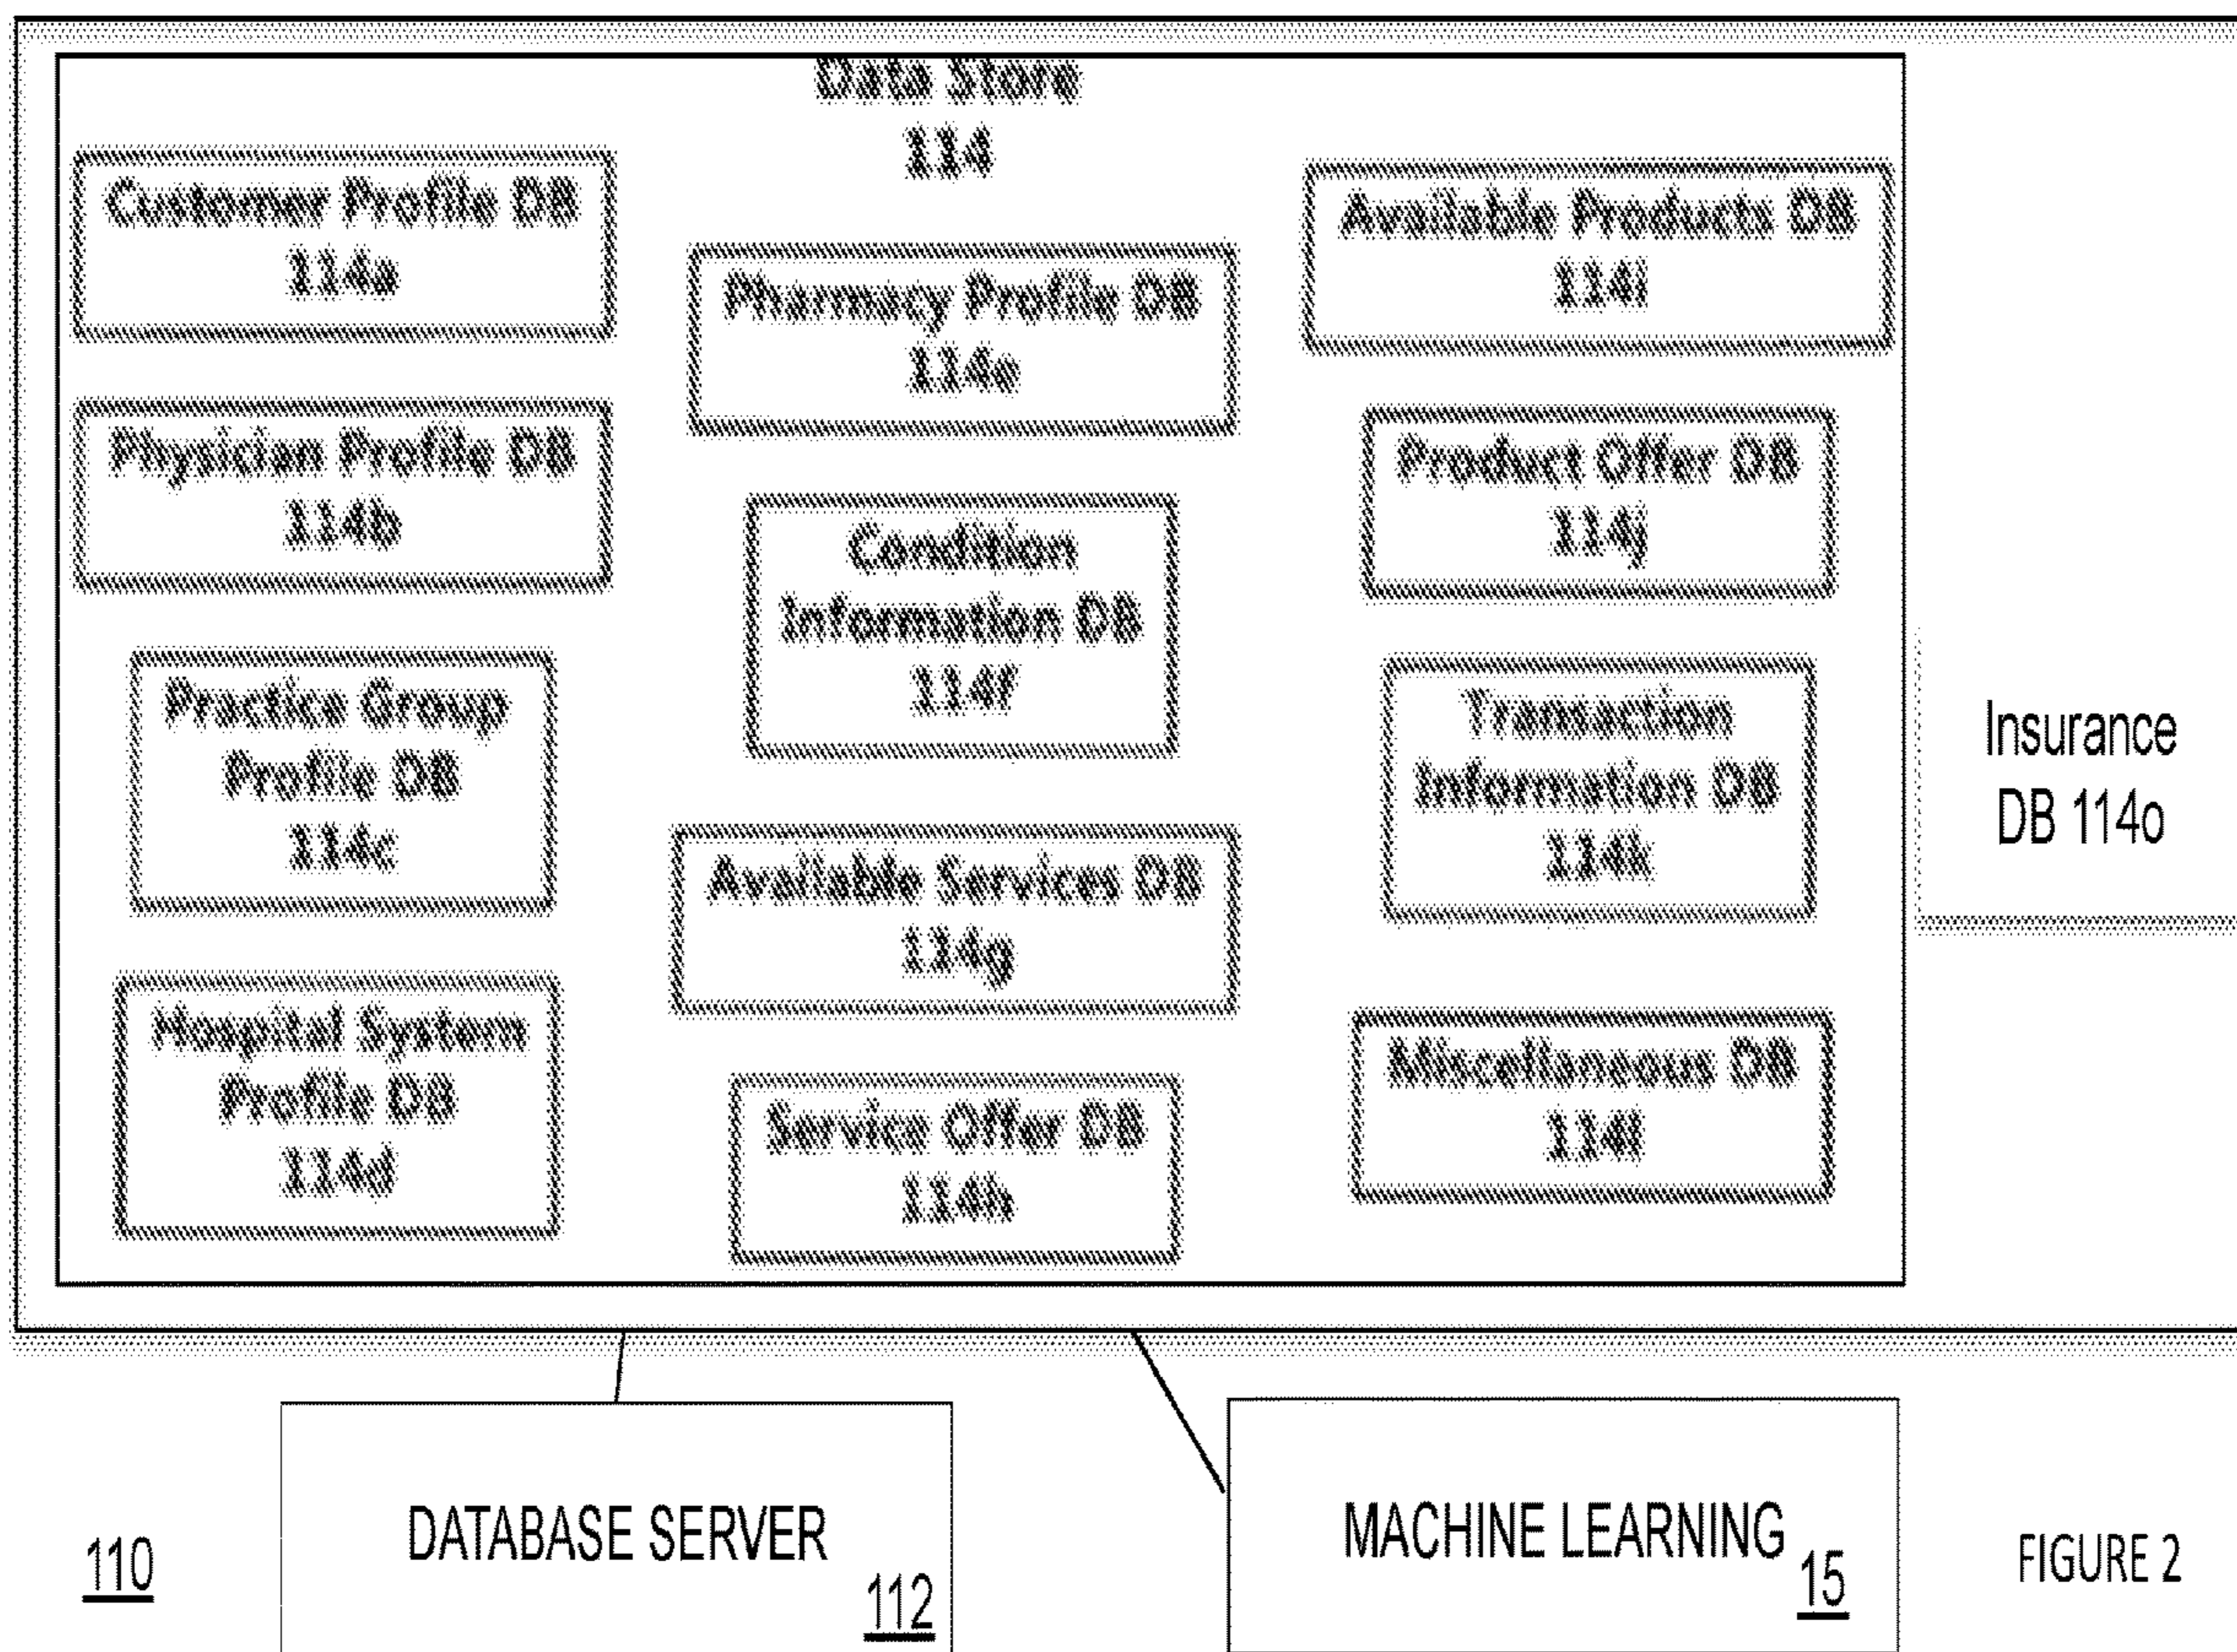 Data Store
114
Customer Profile DB
114a
Physician Profile DB
114b
Practice Group
Profile DB
114c
Hospital System
Profile DB
114d
Pharmacy Profile DB
114e
Condition
Information DB
114f
Available Services DB
114g
Service Offer DB
114h
Available Products DB
114i
Product Offer DB
114j
Transaction
Information DB
114k
Miscellaneous DB
114l
Insurance
DB 114o
110
DATABASE SERVER
112
MACHINE LEARNING
15
FIGURE 2